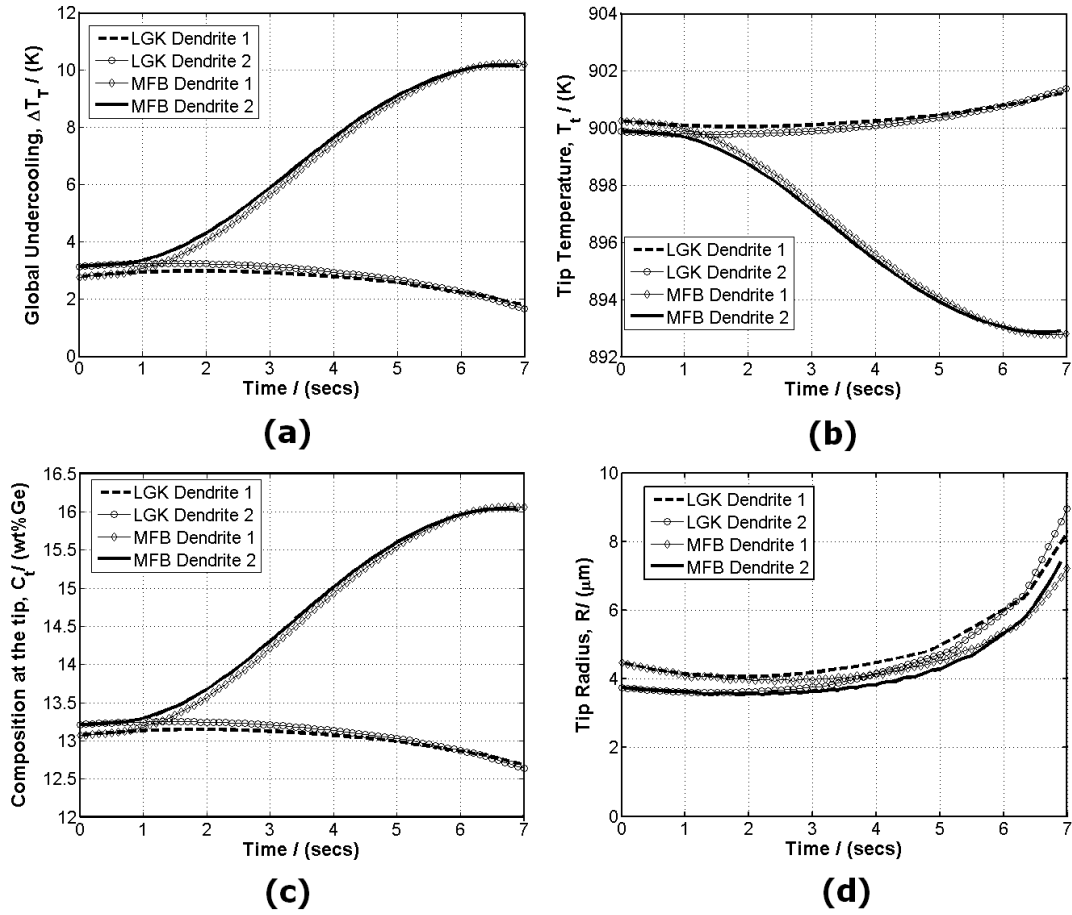 12
10
8
6
4
2
0
0 1 2 3 4 5 6 7
Global Undercooling, ΔT_T / (K)
Time / (secs)
LGK Dendrite 1
LGK Dendrite 2
MFB Dendrite 1
MFB Dendrite 2
(a)
904
902
900
898
896
894
892
0 1 2 3 4 5 6 7
Tip Temperature, T_t / (K)
Time / (secs)
LGK Dendrite 1
LGK Dendrite 2
MFB Dendrite 1
MFB Dendrite 2
(b)
16.5
16
15.5
15
14.5
14
13.5
13
12.5
12
0 1 2 3 4 5 6 7
Composition at the tip, C_t/ (wt%Ge)
Time / (secs)
LGK Dendrite 1
LGK Dendrite 2
MFB Dendrite 1
MFB Dendrite 2
(c)
10
8
6
4
2
0
0 1 2 3 4 5 6 7
Tip Radius, R/ (μm)
Time / (secs)
LGK Dendrite 1
LGK Dendrite 2
MFB Dendrite 1
MFB Dendrite 2
(d)